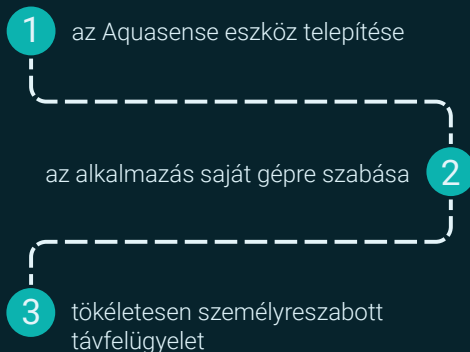 1 az Aquasense eszköz telepítése
az alkalmazás saját gépre szabása 2
3 tökéletesen személyreszabott
távfelügyelet